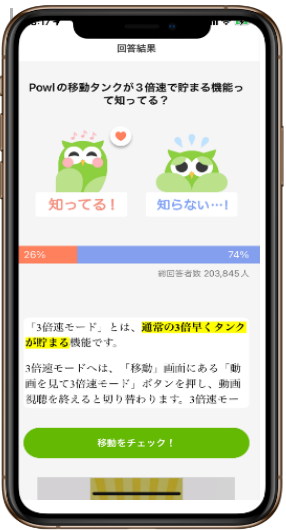 回答結果
Powlの移動タンクが３倍速で貯まる機能っ
て知ってる？
知ってる！
知らない…!
26%
74%
総回答者数 203,845人
「3倍速モード」とは、通常の3倍早くタンク
が貯まる機能です。
3倍速モードへは、「移動」画面にある「動
画を見て3倍速モード」ボタンを押し、動画
視聴を終えると切り替わります。3倍速モー
移動をチェック！